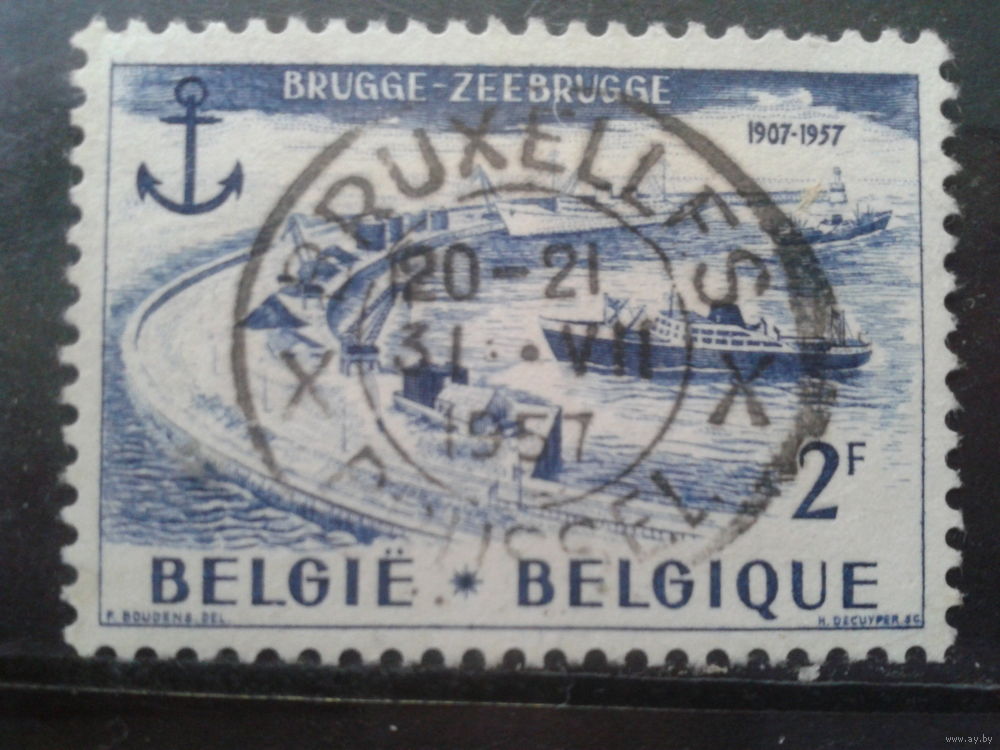 BRUGGE-ZEEBRUGGE
1907-1957
BRUXELLES
20-21
31 · VII
1957
X X
BRUSSEL
2F
BELGIË * BELGIQUE
F. BOUDENS DEL.
H. DECUYPER SC.
www.ay.by